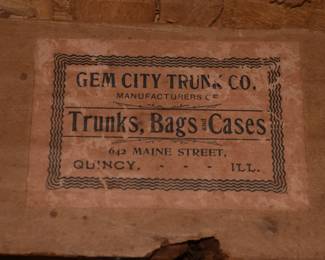 GEM CITY TRUNK CO.
MANUFACTURERS OF
Trunks, Bags and Cases
642 MAINE STREET,
QUINCY. - - - ILL.